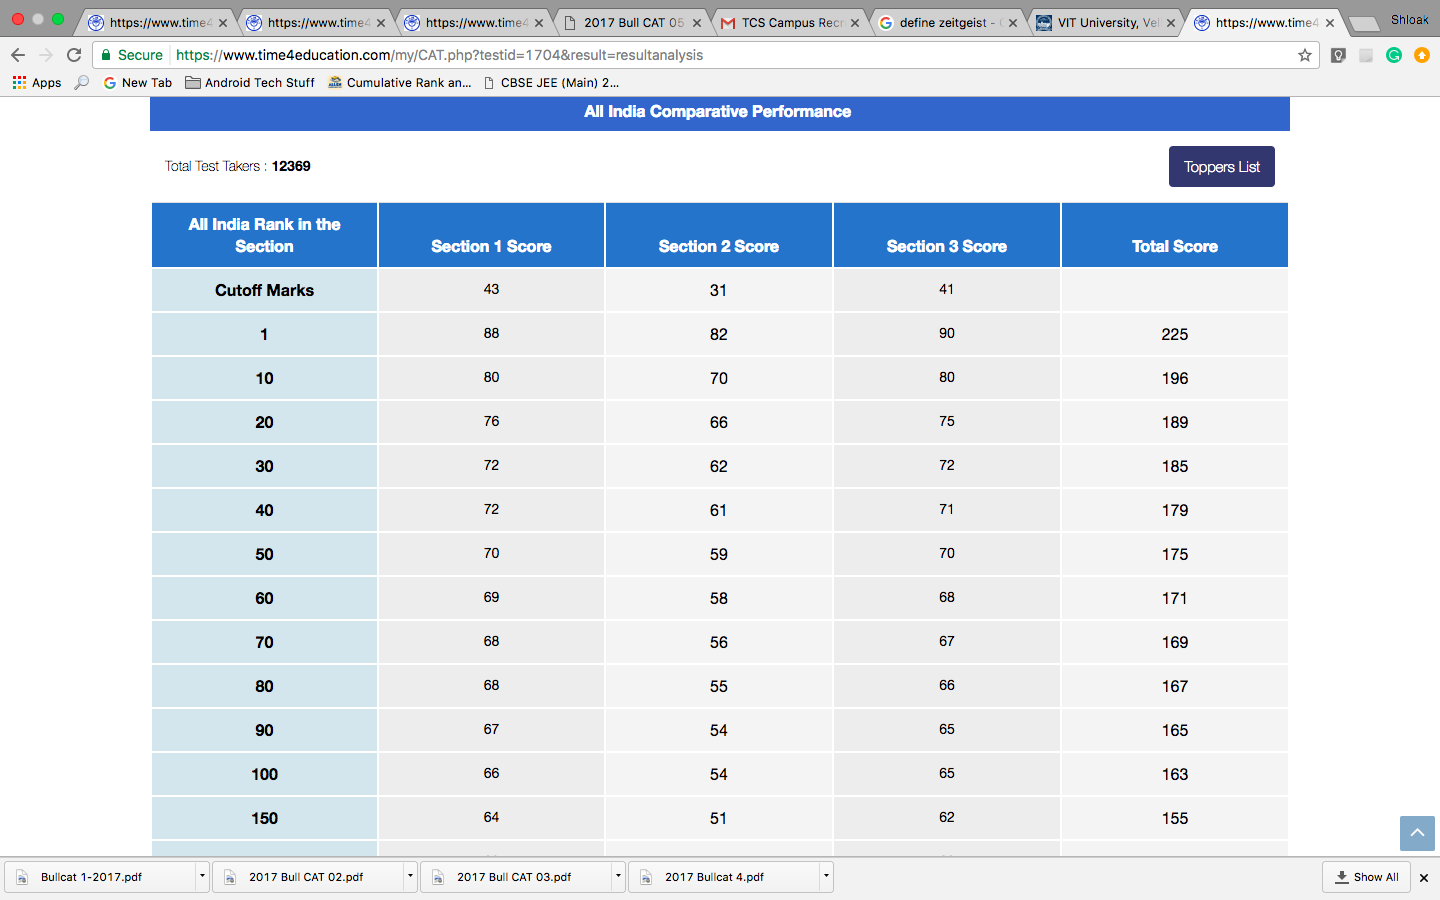 https://www.time4 https://www.time4 https://www.time4 2017 Bull CAT 05 TCS Campus Recr define zeitgeist - G VIT University, Vel https://www.time4 Shloak
Secure https://www.time4education.com/my/CAT.php?testid=1704&result=resultanalysis
Apps New Tab Android Tech Stuff Cumulative Rank an... CBSE JEE (Main) 2...
All India Comparative Performance
Total Test Takers : 12369 Toppers List
All India Rank in the
Section Section 1 Score Section 2 Score Section 3 Score Total Score
Cutoff Marks 43 31 41
1 88 82 90 225
10 80 70 80 196
20 76 66 75 189
30 72 62 72 185
40 72 61 71 179
50 70 59 70 175
60 69 58 68 171
70 68 56 67 169
80 68 55 66 167
90 67 54 65 165
100 66 54 65 163
150 64 51 62 155
Bullcat 1-2017.pdf 2017 Bull CAT 02.pdf 2017 Bull CAT 03.pdf 2017 Bullcat 4.pdf Show All